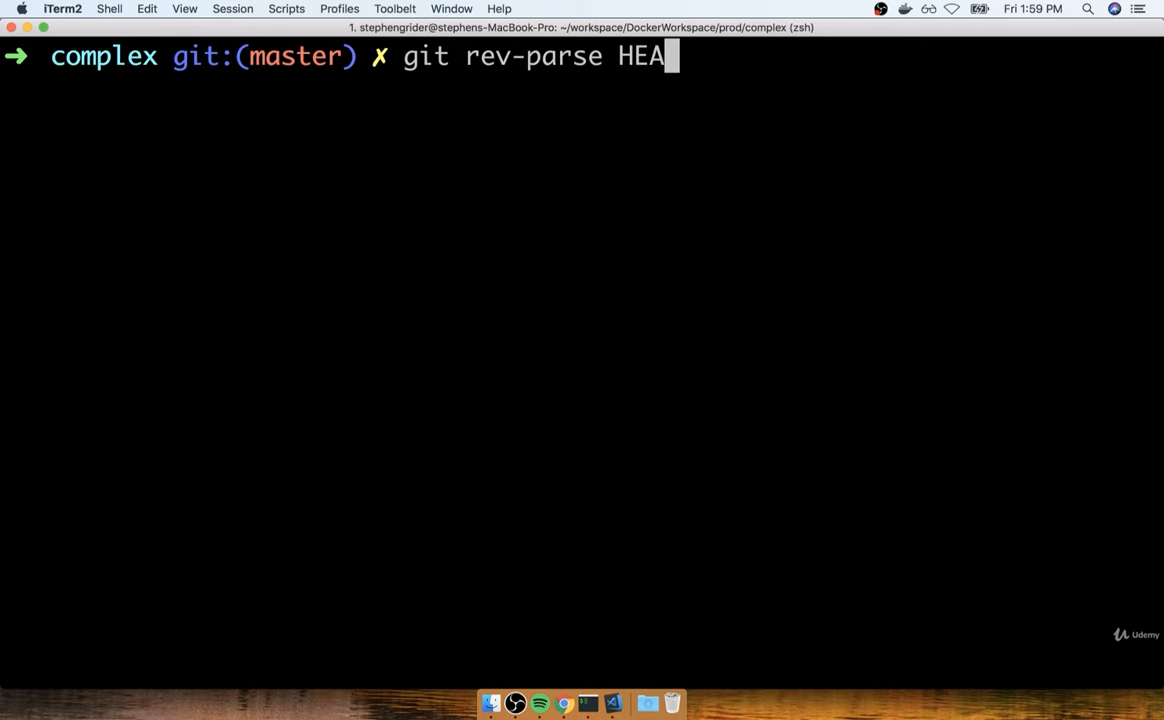 iTerm2 Shell Edit View Session Scripts Profiles Toolbelt Window Help Fri 1:59 PM
1. stephengrider@stephens-MacBook-Pro: ~/workspace/DockerWorkspace/prod/complex (zsh)
➜ complex git:(master) ✗ git rev-parse HEA
Udemy